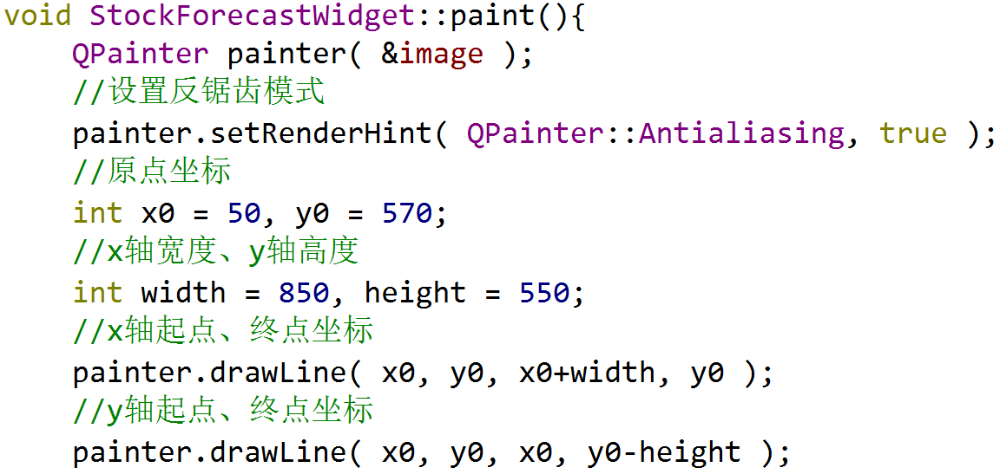 void StockForecastWidget::paint(){
    QPainter painter( &image );
    //设置反锯齿模式
    painter.setRenderHint( QPainter::Antialiasing, true );
    //原点坐标
    int x0 = 50, y0 = 570;
    //x轴宽度、y轴高度
    int width = 850, height = 550;
    //x轴起点、终点坐标
    painter.drawLine( x0, y0, x0+width, y0 );
    //y轴起点、终点坐标
    painter.drawLine( x0, y0, x0, y0-height );